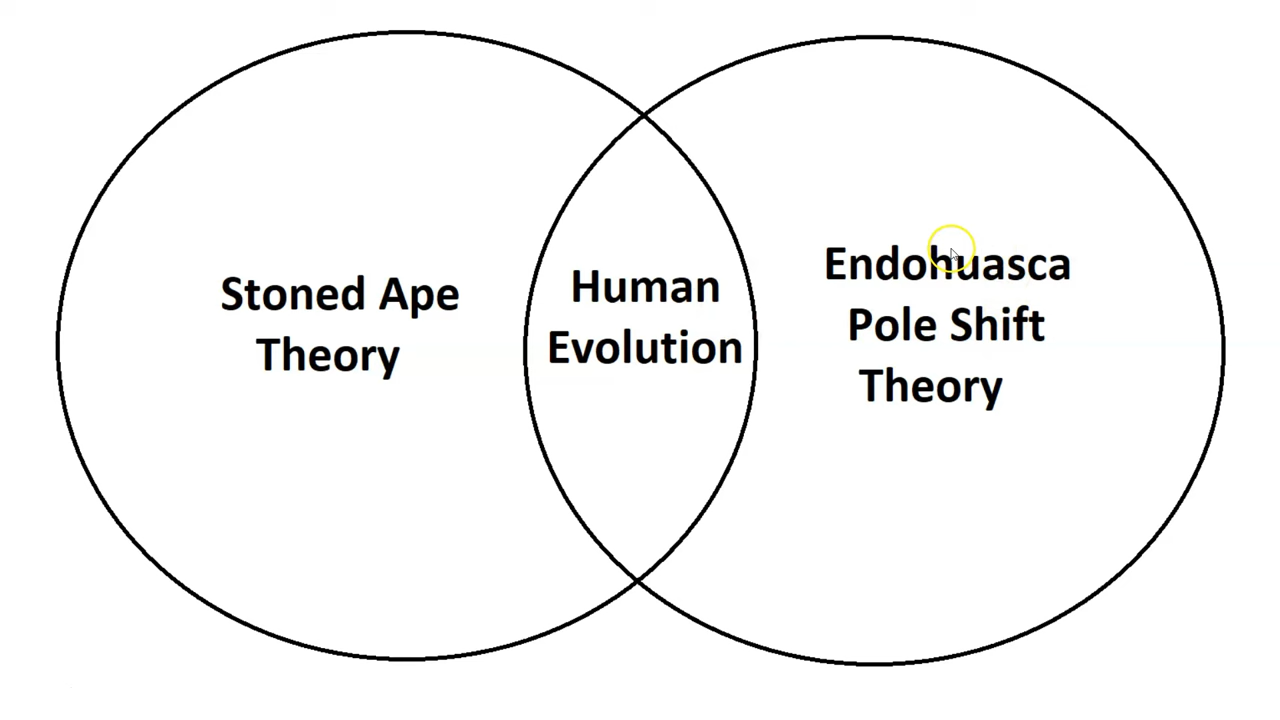 Stoned Ape
Theory
Human
Evolution
Endohuasca
Pole Shift
Theory